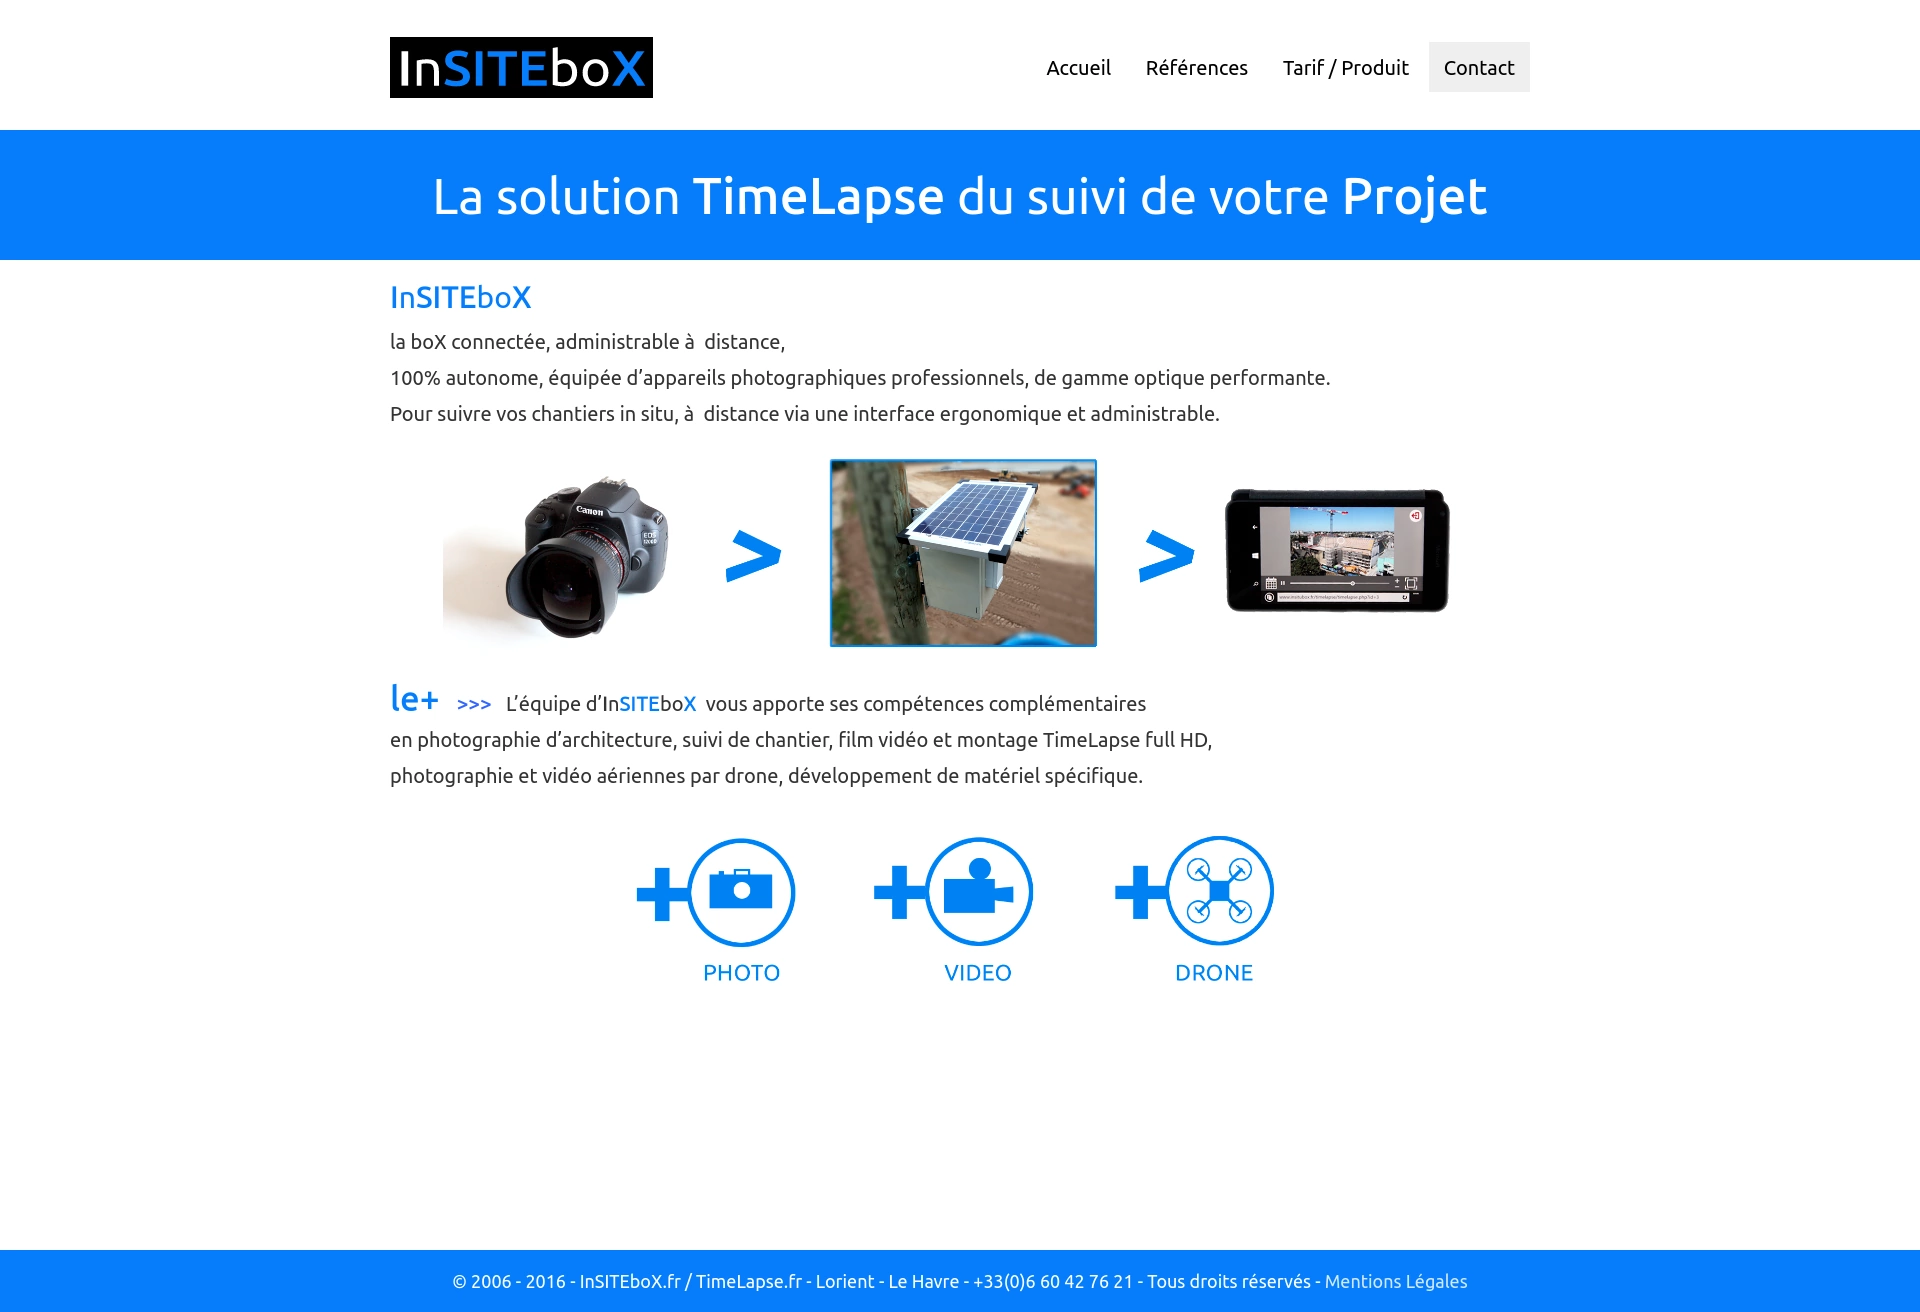 InSITEboX
Accueil
Références
Tarif / Produit
Contact
La solution TimeLapse du suivi de votre Projet
InSITEboX
la boX connectée, administrable à  distance,
100% autonome, équipée d’appareils photographiques professionnels, de gamme optique performante.
Pour suivre vos chantiers in situ, à  distance via une interface ergonomique et administrable.
Canon
EOS
>
>
le+ >>> L’équipe d’InSITEboX  vous apporte ses compétences complémentaires
en photographie d’architecture, suivi de chantier, film vidéo et montage TimeLapse full HD,
photographie et vidéo aériennes par drone, développement de matériel spécifique.
PHOTO
VIDEO
DRONE
© 2006 - 2016 - InSITEboX.fr / TimeLapse.fr - Lorient - Le Havre - +33(0)6 60 42 76 21 - Tous droits réservés - Mentions Légales